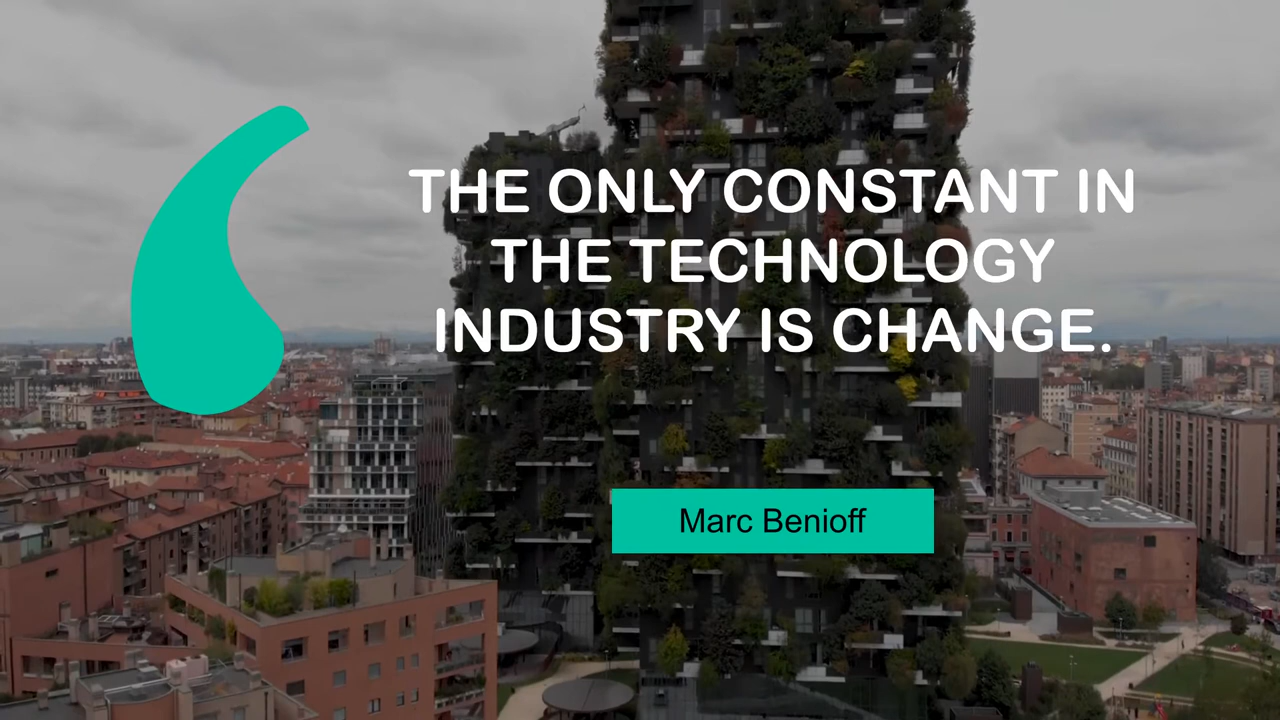 THE ONLY CONSTANT IN
THE TECHNOLOGY
INDUSTRY IS CHANGE.
Marc Benioff